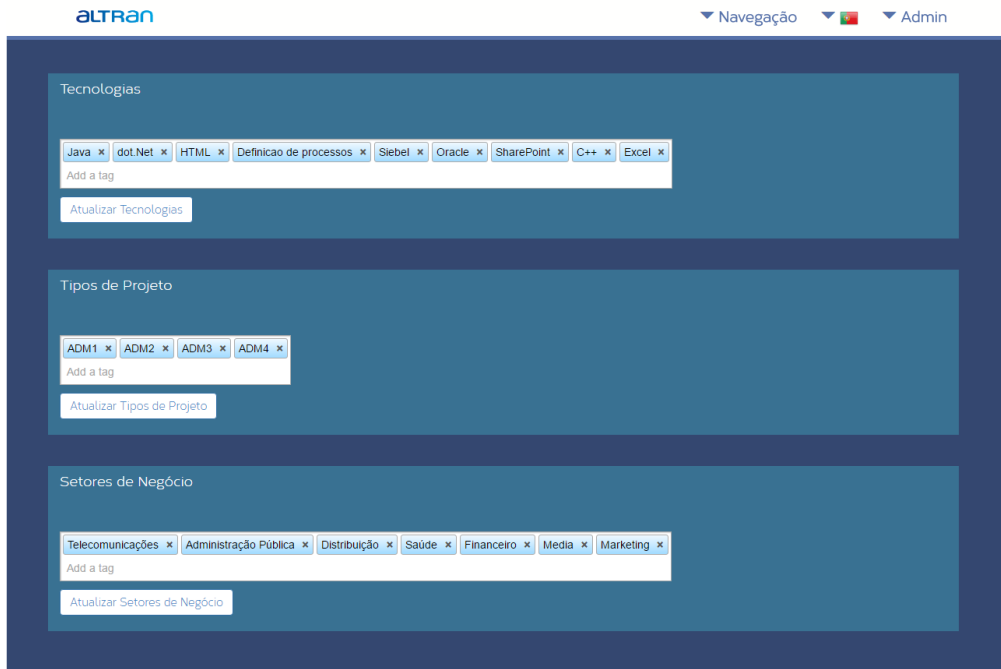 aLTRan
Navegação Admin
Tecnologias
Java × dot.Net × HTML × Definicao de processos × Siebel × Oracle × SharePoint × C++ × Excel ×
Add a tag
Atualizar Tecnologias
Tipos de Projeto
ADM1 × ADM2 × ADM3 × ADM4 ×
Add a tag
Atualizar Tipos de Projeto
Setores de Negócio
Telecomunicações × Administração Pública × Distribuição × Saúde × Financeiro × Media × Marketing ×
Add a tag
Atualizar Setores de Negócio